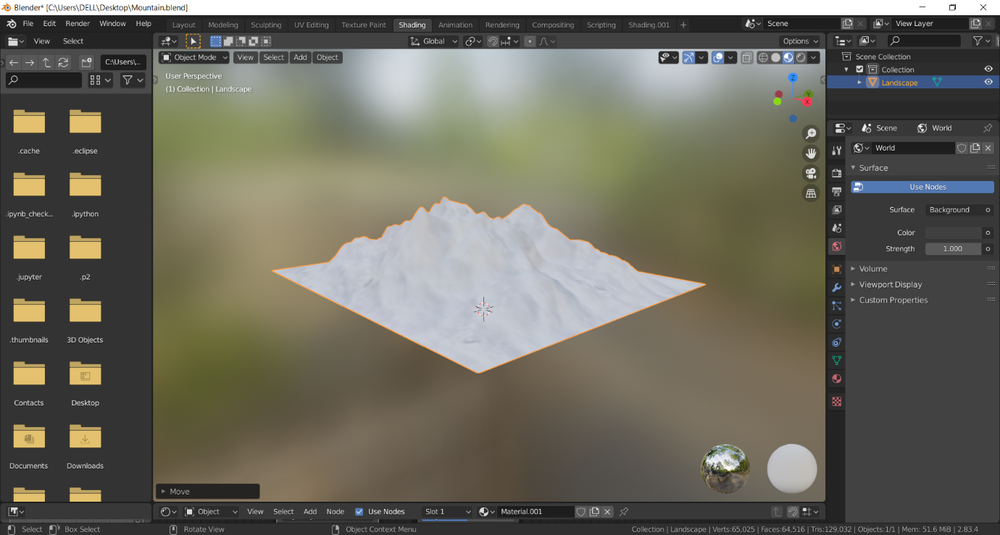 Blender* [C:\Users\DELL\Desktop\Mountain.blend]
File Edit Render Window Help
Layout Modeling Sculpting UV Editing Texture Paint Shading Animation Rendering Compositing Scripting Shading.001 +
Scene
View Layer
View Select
Global
Options
Object Mode View Select Add Object
C:\Users\...
User Perspective
(1) Collection | Landscape
Z
Y
X
.cache
.eclipse
.ipynb_check...
.ipython
.jupyter
.p2
.thumbnails
3D Objects
Contacts
Desktop
Documents
Downloads
Move
Scene Collection
Collection
Landscape
Scene World
World
Surface
Use Nodes
Surface Background
Color
Strength 1.000
Volume
Viewport Display
Custom Properties
Object View Select Add Node Use Nodes Slot 1 Material.001
Select Box Select Rotate View Object Context Menu
Collection | Landscape | Verts:65,025 | Faces:64,516 | Tris:129,032 | Objects:1/1 | Mem: 51.6 MiB | 2.83.4